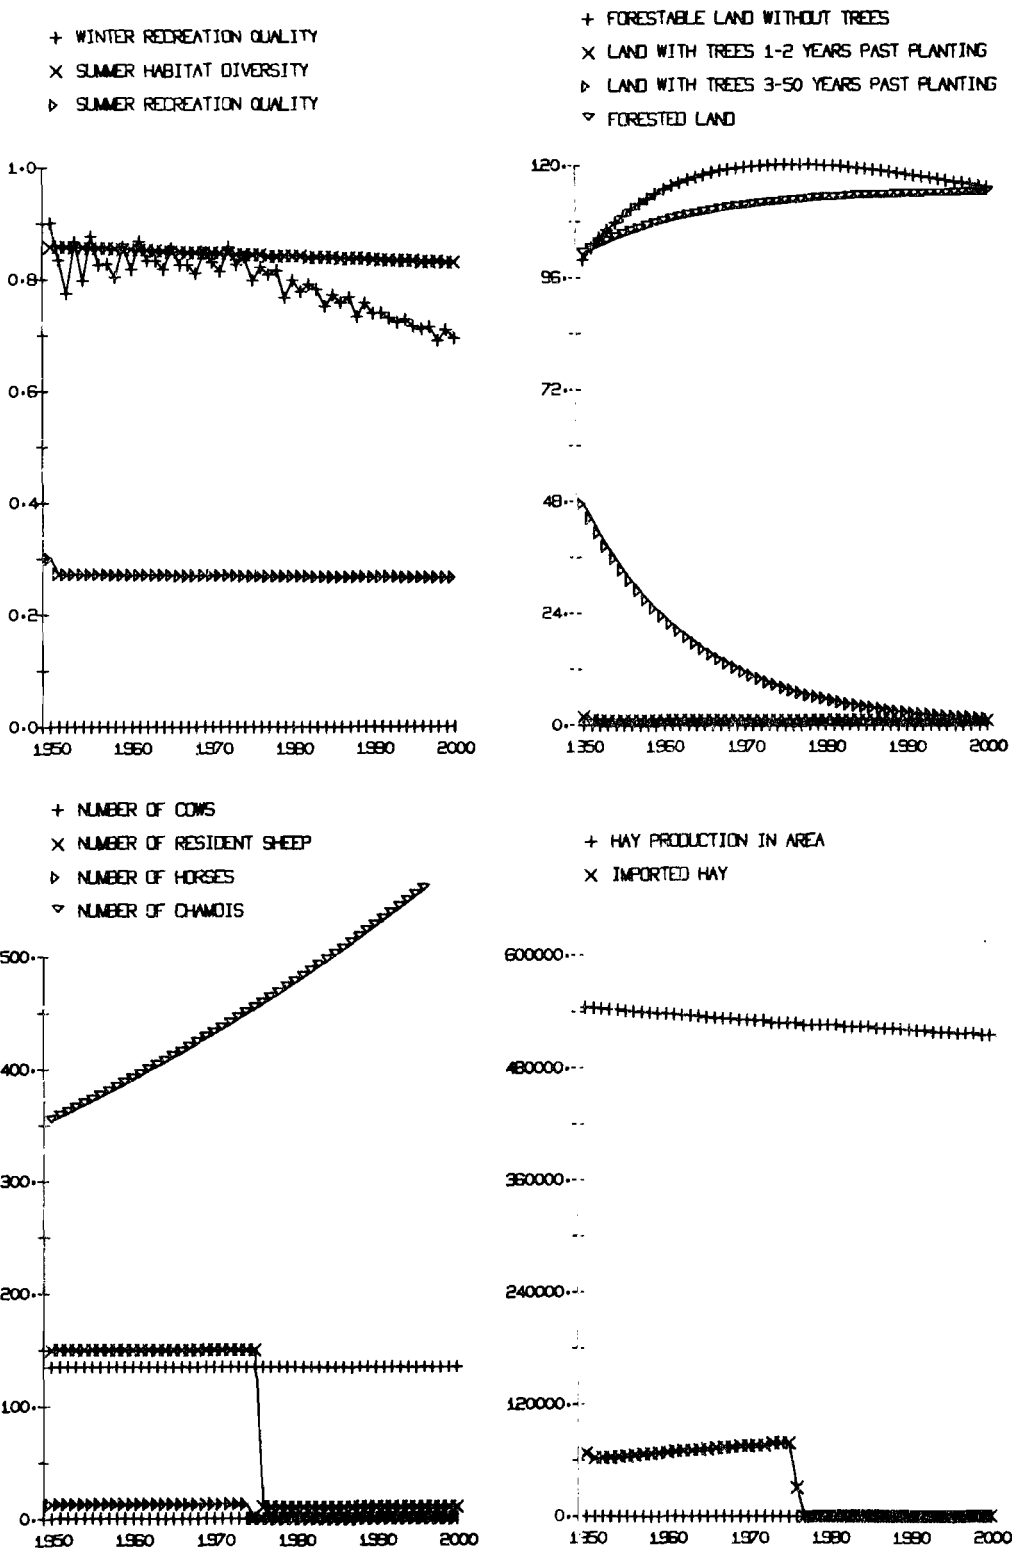 + WINTER RECREATION QUALITY
× SUMMER HABITAT DIVERSITY
▷ SUMMER RECREATION QUALITY
1.0
0.8
0.6
0.4
0.2
0.0
1950 1960 1970 1980 1990 2000
+ FORESTABLE LAND WITHOUT TREES
× LAND WITH TREES 1-2 YEARS PAST PLANTING
▷ LAND WITH TREES 3-50 YEARS PAST PLANTING
▽ FORESTED LAND
120.
96.
72.
48.
24.
0.
1950 1960 1970 1980 1990 2000
+ NUMBER OF COWS
× NUMBER OF RESIDENT SHEEP
▷ NUMBER OF HORSES
▽ NUMBER OF CHAMOIS
500.
400.
300.
200.
100.
0.
1950 1960 1970 1980 1990 2000
+ HAY PRODUCTION IN AREA
× IMPORTED HAY
600000.
480000.
360000.
240000.
120000.
0.
1950 1960 1970 1980 1990 2000